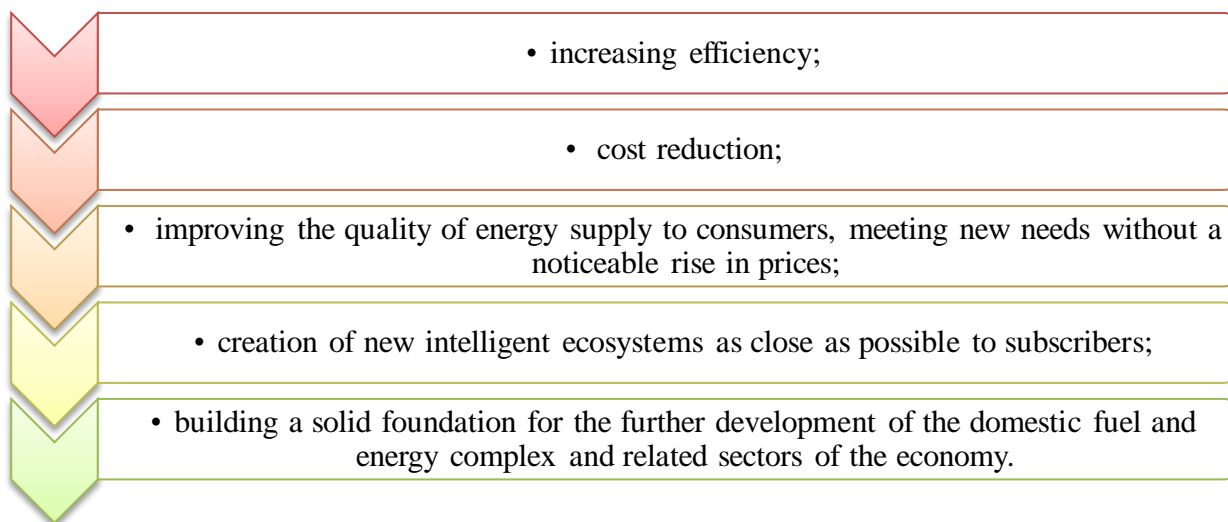 • increasing efficiency;
• cost reduction;
• improving the quality of energy supply to consumers, meeting new needs without a
noticeable rise in prices;
• creation of new intelligent ecosystems as close as possible to subscribers;
• building a solid foundation for the further development of the domestic fuel and
energy complex and related sectors of the economy.